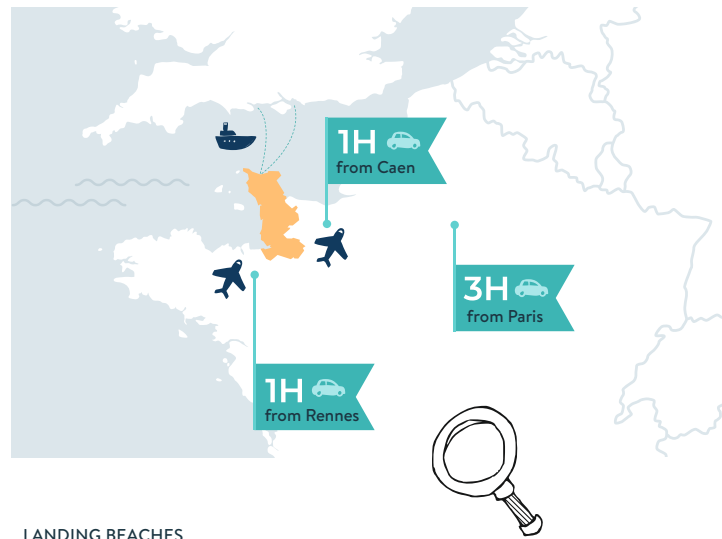 1H
from Caen
3H
from Paris
1H
from Rennes
LANDING BEACHES